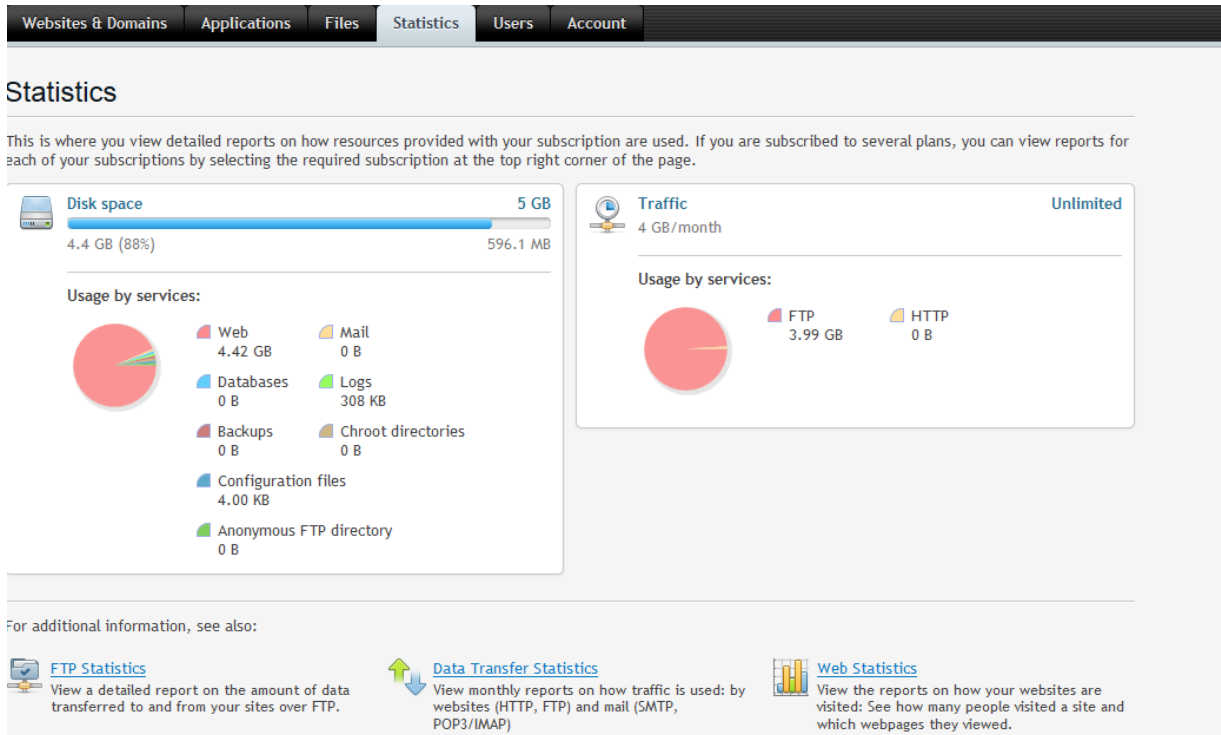 Websites & Domains Applications Files Statistics Users Account
Statistics
This is where you view detailed reports on how resources provided with your subscription are used. If you are subscribed to several plans, you can view reports for
each of your subscriptions by selecting the required subscription at the top right corner of the page.
Disk space 5 GB
4.4 GB (88%) 596.1 MB
Usage by services:
Web Mail
4.42 GB 0 B
Databases Logs
0 B 308 KB
Backups Chroot directories
0 B 0 B
Configuration files
4.00 KB
Anonymous FTP directory
0 B
Traffic Unlimited
4 GB/month
Usage by services:
FTP HTTP
3.99 GB 0 B
For additional information, see also:
FTP Statistics
View a detailed report on the amount of data
transferred to and from your sites over FTP.
Data Transfer Statistics
View monthly reports on how traffic is used: by
websites (HTTP, FTP) and mail (SMTP,
POP3/IMAP)
Web Statistics
View the reports on how your websites are
visited: See how many people visited a site and
which webpages they viewed.